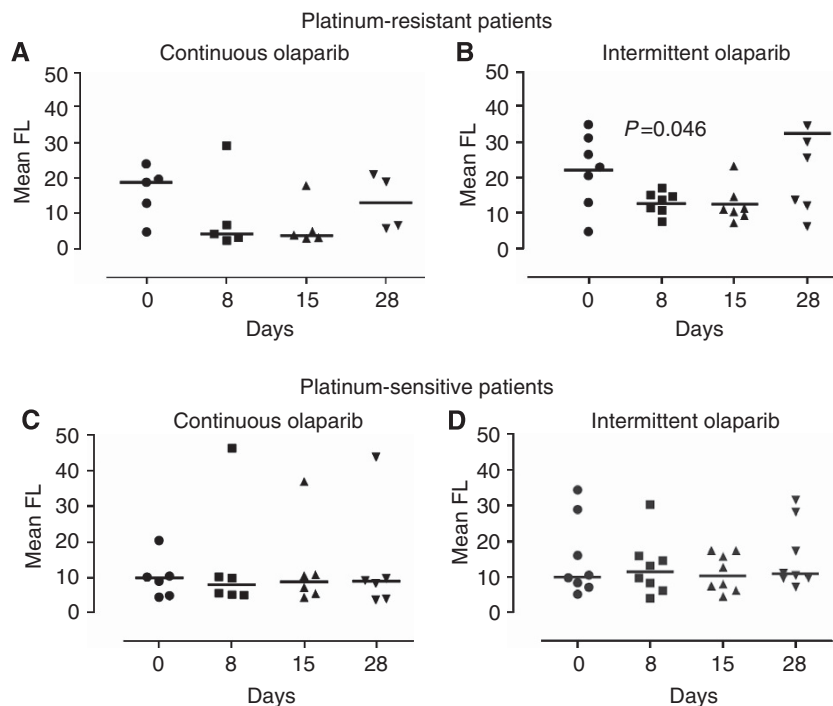 Platinum-resistant patients
A Continuous olaparib
50
40
30
20
10
0
Mean FL
0 8 15 28
Days
B Intermittent olaparib
50
40
30
20
10
0
Mean FL
P=0.046
0 8 15 28
Days
Platinum-sensitive patients
C Continuous olaparib
50
40
30
20
10
0
Mean FL
0 8 15 28
Days
D Intermittent olaparib
50
40
30
20
10
0
Mean FL
0 8 15 28
Days